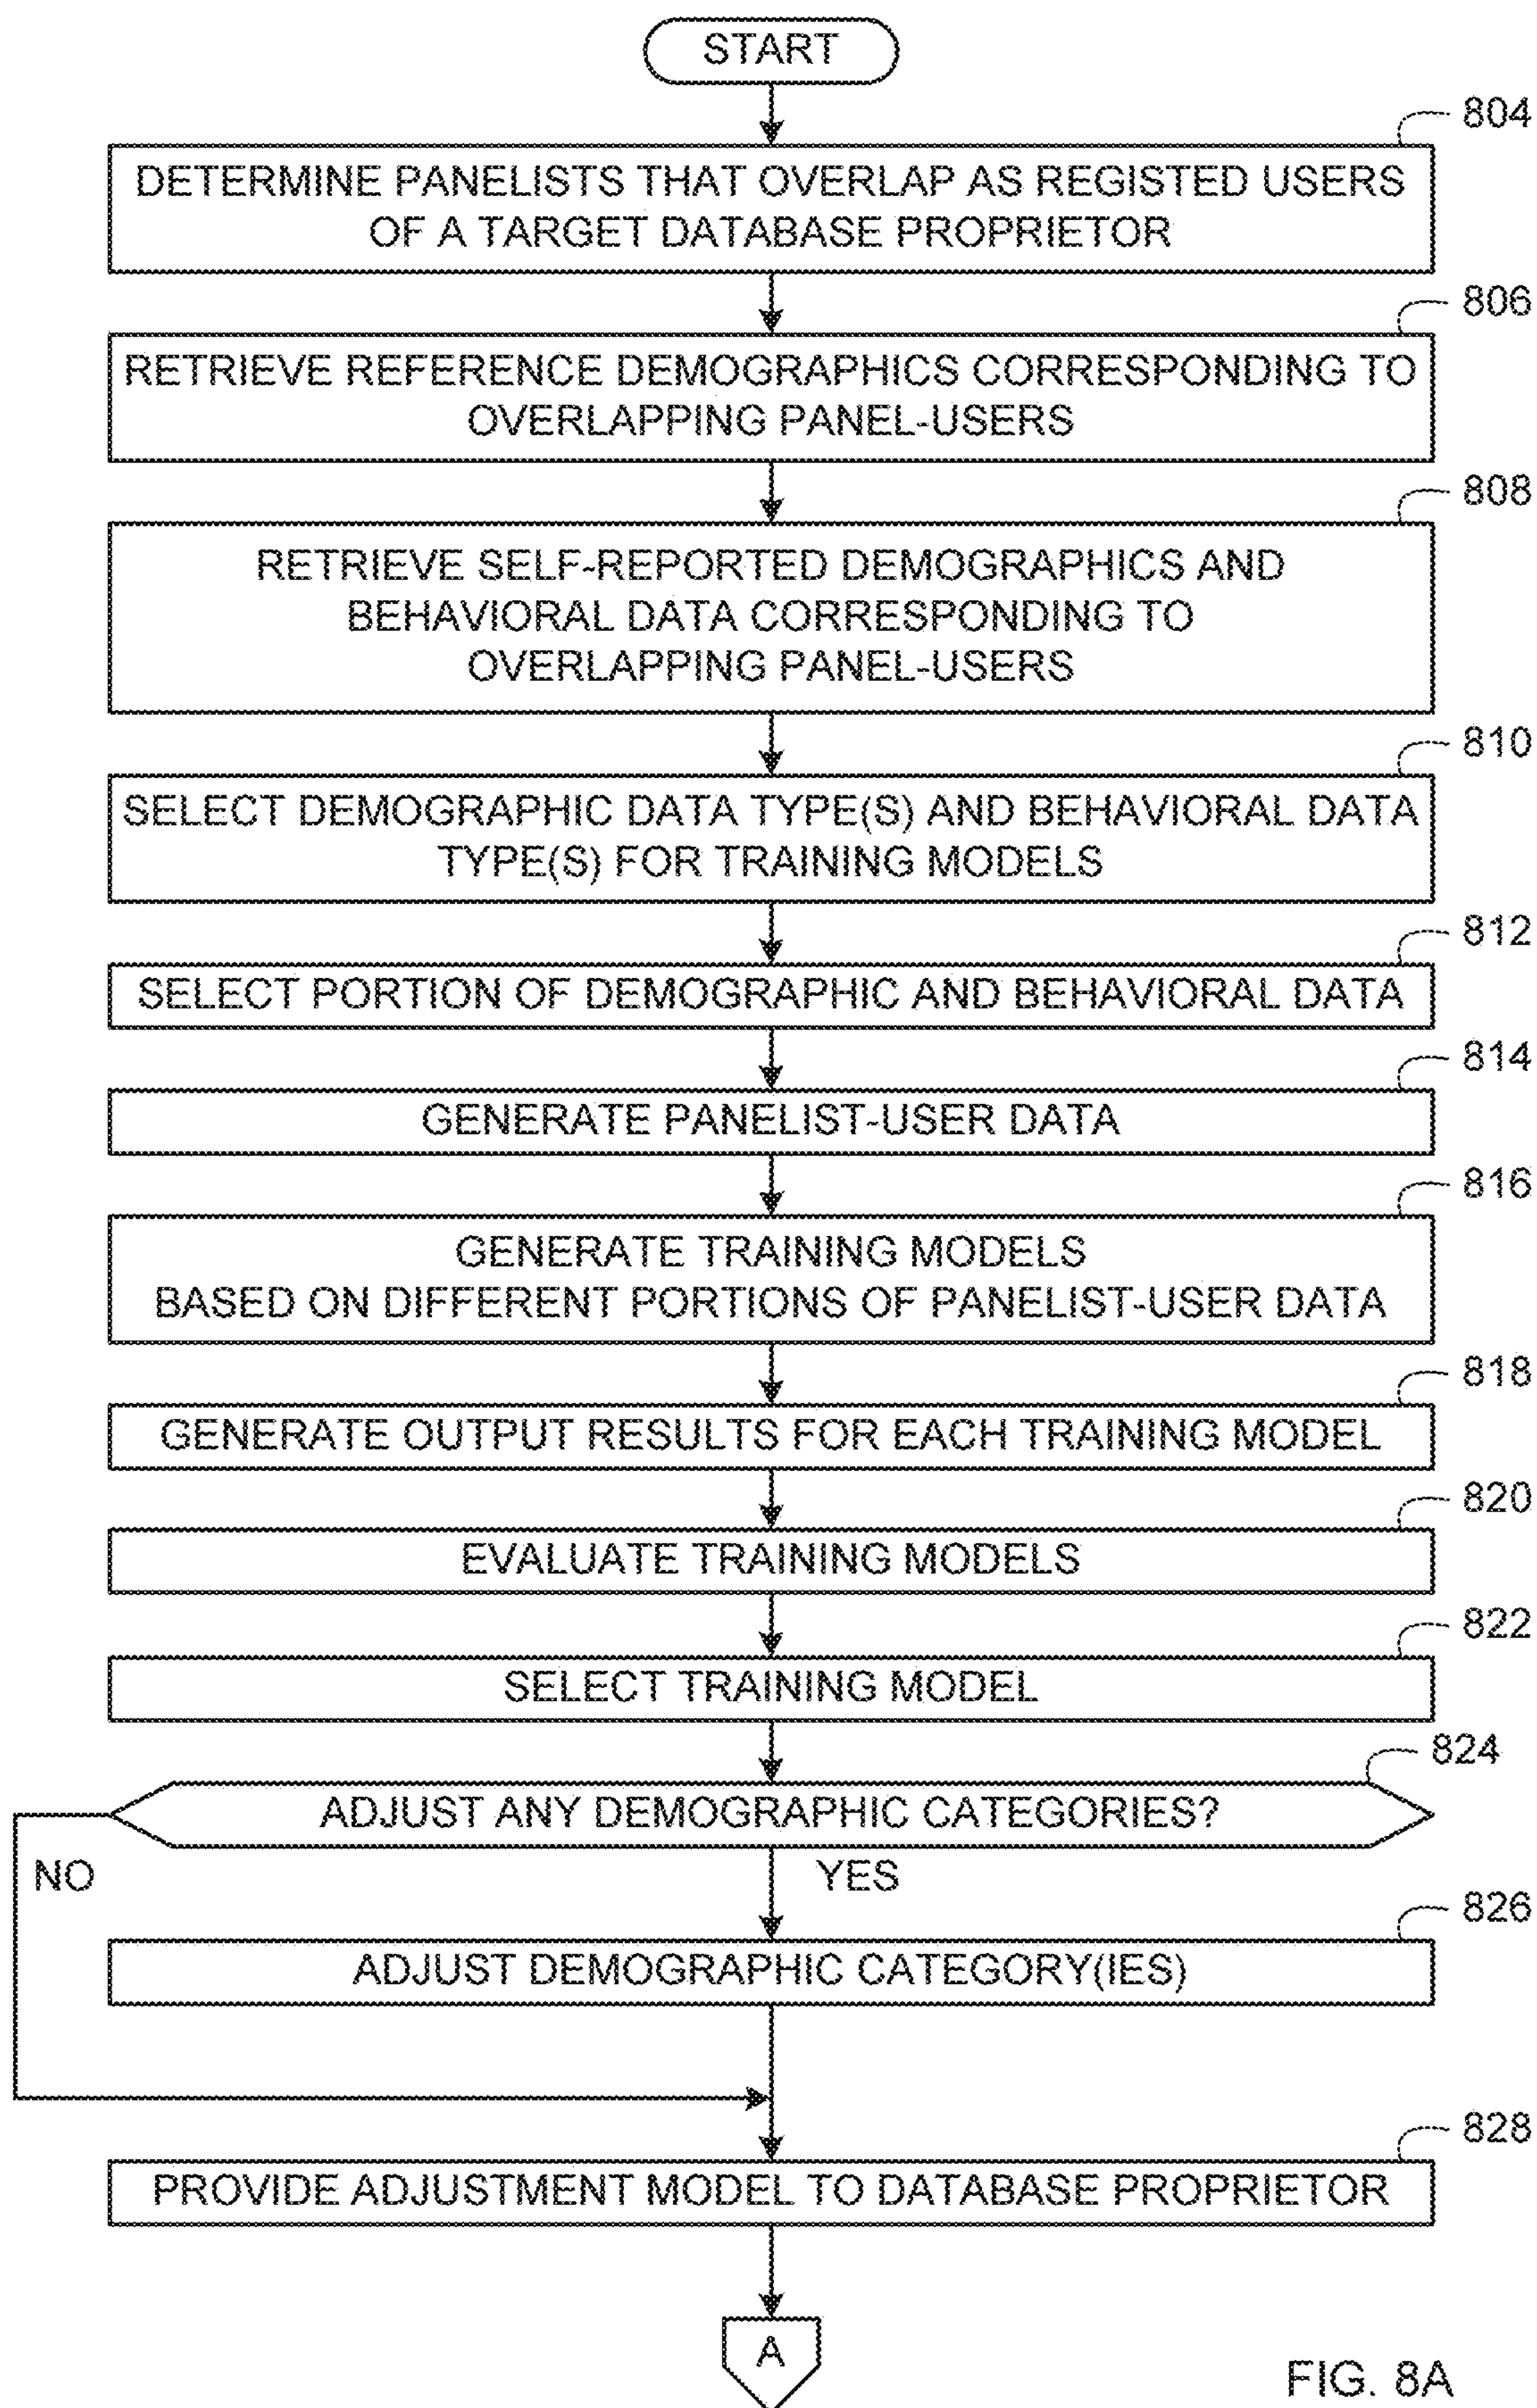 START
804
DETERMINE PANELISTS THAT OVERLAP AS REGISTED USERS
OF A TARGET DATABASE PROPRIETOR
806
RETRIEVE REFERENCE DEMOGRAPHICS CORRESPONDING TO
OVERLAPPING PANEL-USERS
808
RETRIEVE SELF-REPORTED DEMOGRAPHICS AND
BEHAVIORAL DATA CORRESPONDING TO
OVERLAPPING PANEL-USERS
810
SELECT DEMOGRAPHIC DATA TYPE(S) AND BEHAVIORAL DATA
TYPE(S) FOR TRAINING MODELS
812
SELECT PORTION OF DEMOGRAPHIC AND BEHAVIORAL DATA
814
GENERATE PANELIST-USER DATA
816
GENERATE TRAINING MODELS
BASED ON DIFFERENT PORTIONS OF PANELIST-USER DATA
818
GENERATE OUTPUT RESULTS FOR EACH TRAINING MODEL
820
EVALUATE TRAINING MODELS
822
SELECT TRAINING MODEL
824
ADJUST ANY DEMOGRAPHIC CATEGORIES?
NO
YES
826
ADJUST DEMOGRAPHIC CATEGORY(IES)
828
PROVIDE ADJUSTMENT MODEL TO DATABASE PROPRIETOR
A
FIG. 8A